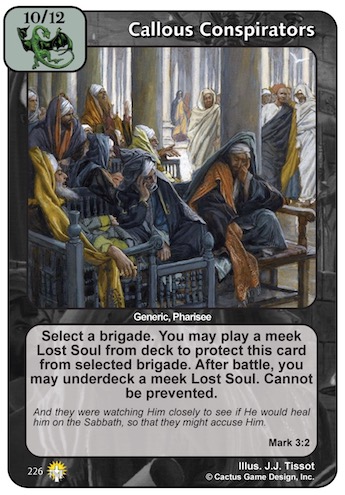 10/12
Callous Conspirators
Generic, Pharisee
Select a brigade. You may play a meek
Lost Soul from deck to protect this card
from selected brigade. After battle, you
may underdeck a meek Lost Soul. Cannot
be prevented.
And they were watching Him closely to see if He would heal
him on the Sabbath, so that they might accuse Him.
Mark 3:2
Illus. J.J. Tissot
226
© Cactus Game Design, Inc.